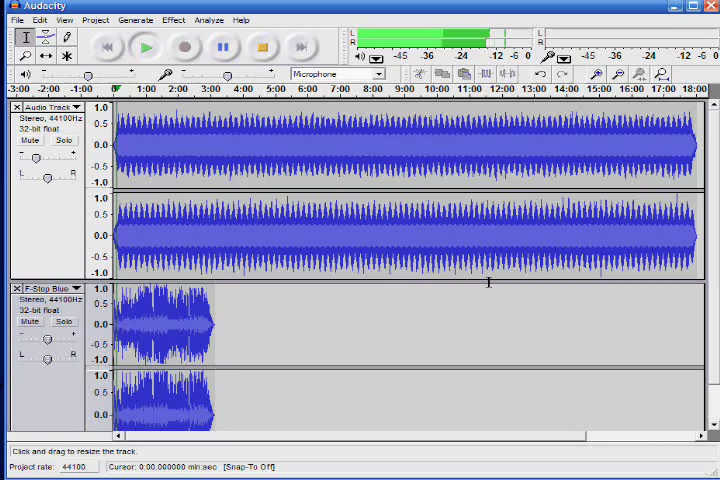 Audacity
File Edit View Project Generate Effect Analyze Help
L
R
-48 -36 -24 -12 -6 0
-48 -36 -24 -12 -6 0
Microphone
-3:00 -2:00 -1:00 0 1:00 2:00 3:00 4:00 5:00 6:00 7:00 8:00 9:00 10:00 11:00 12:00 13:00 14:00 15:00 16:00 17:00 18:00
Audio Track
Stereo, 44100Hz
32-bit float
Mute Solo
- +
L R
1.0
0.5
0.0
-0.5
-1.0
1.0
0.5
0.0
-0.5
-1.0
F-Stop Blue
Stereo, 44100Hz
32-bit float
Mute Solo
- +
L R
1.0
0.5
0.0
-0.5
-1.0
1.0
0.5
0.0
Click and drag to resize the track.
Project rate: 44100 Cursor: 0:00.000000 min:sec [Snap-To Off]